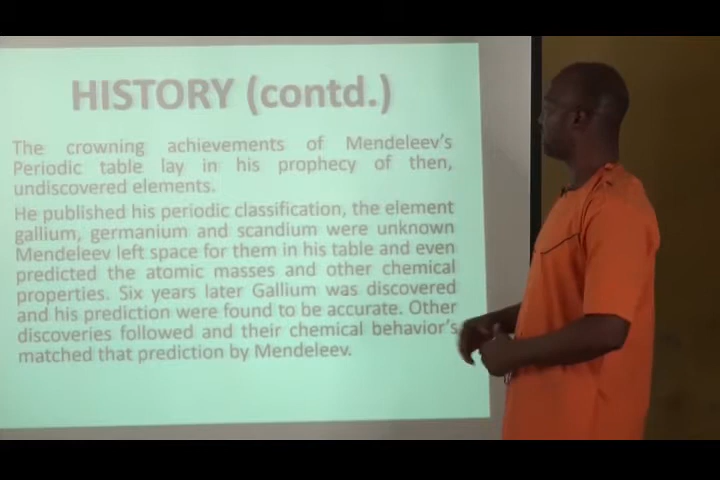 HISTORY (contd.)
The crowning achievements of Mendeleev's
Periodic table lay in his prophecy of then,
undiscovered elements.
He published his periodic classification, the element
gallium, germanium and scandium were unknown
Mendeleev left space for them in his table and even
predicted the atomic masses and other chemical
properties. Six years later Gallium was discovered
and his prediction were found to be accurate. Other
discoveries followed and their chemical behavior's
matched that prediction by Mendeleev.